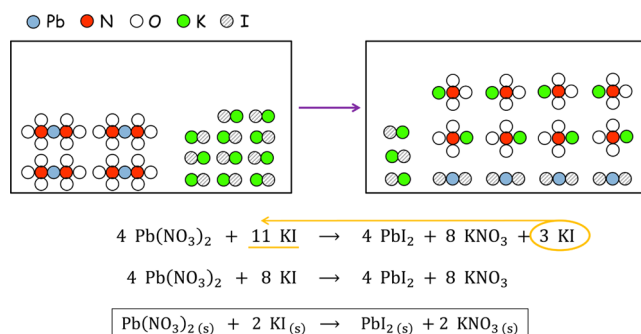 Pb N O K I
4 Pb(NO₃)₂ + 11 KI → 4 PbI₂ + 8 KNO₃ + 3 KI
4 Pb(NO₃)₂ + 8 KI → 4 PbI₂ + 8 KNO₃
Pb(NO₃)₂ ₍ₛ₎ + 2 KI₍ₛ₎ → PbI₂ ₍ₛ₎ + 2 KNO₃ ₍ₛ₎